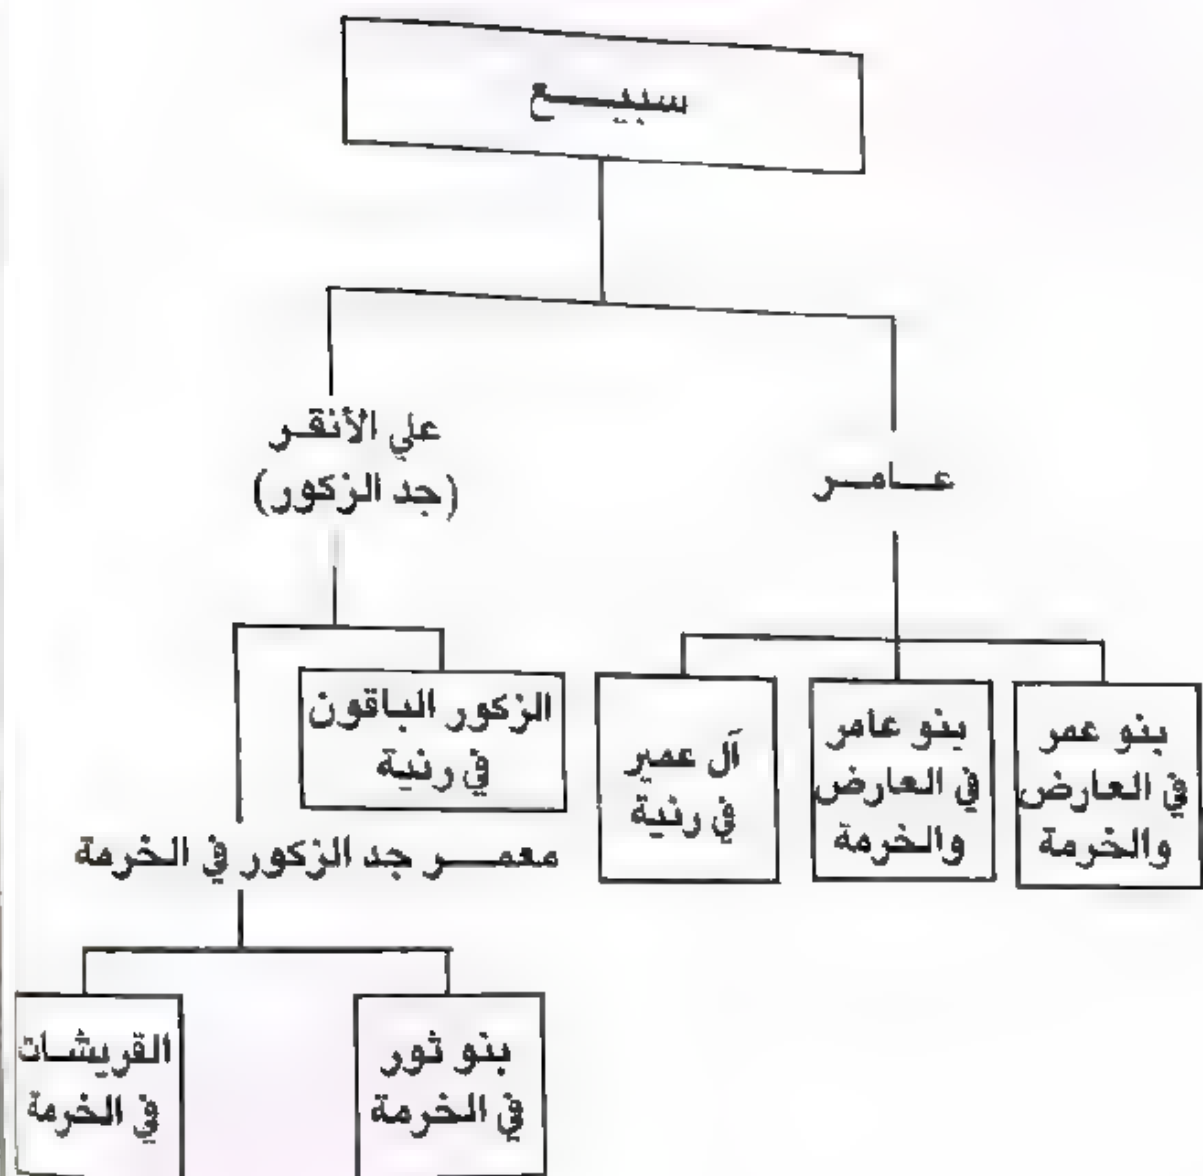 سبيع
عامر
علي الأنقر
(جد الزكور)
بنو عمر
في العارض
والخرمة
بنو عامر
في العارض
والخرمة
آل عمير
في رنية
الزكور الباقون
في رنية
معمر جد الزكور في الخرمة
بنو ثور
في الخرمة
القريشات
في الخرمة